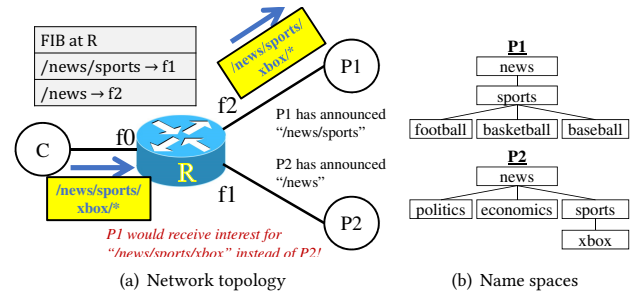 FIB at R
/news/sports → f1
/news → f2
/news/sports/
xbox/*
P1
f2
P1 has announced
"/news/sports"
C
f0
R
P2 has announced
"/news"
f1
/news/sports/
xbox/*
P2
P1 would receive interest for
"/news/sports/xbox" instead of P2!
(a) Network topology
P1
news
sports
football basketball baseball
P2
news
politics economics sports
xbox
(b) Name spaces